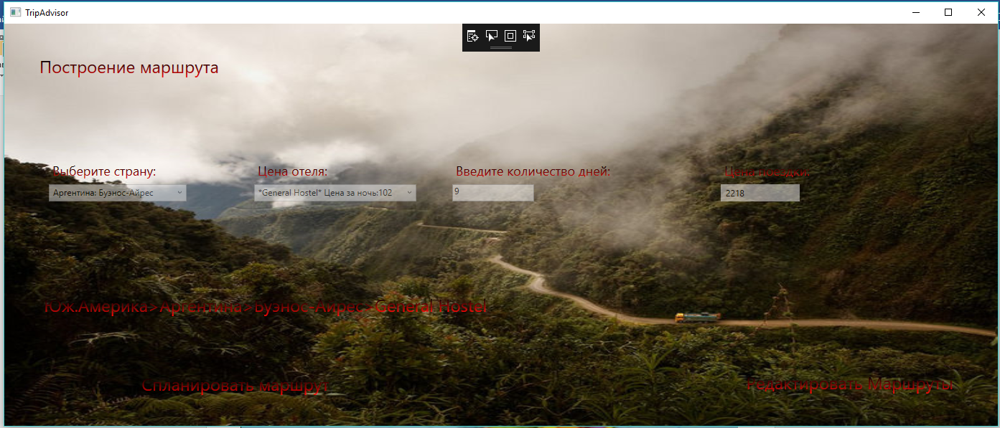 TripAdvisor
Построение маршрута
Выберите страну:
Цена отеля:
Введите количество дней:
Цена поездки:
Аргентина: Буэнос-Айрес
*General Hostel* Цена за ночь:102
9
2218
Юж.Америка>Аргентина>Буэнос-Айрес>General Hostel
Спланировать маршрут
Редактировать Маршруты